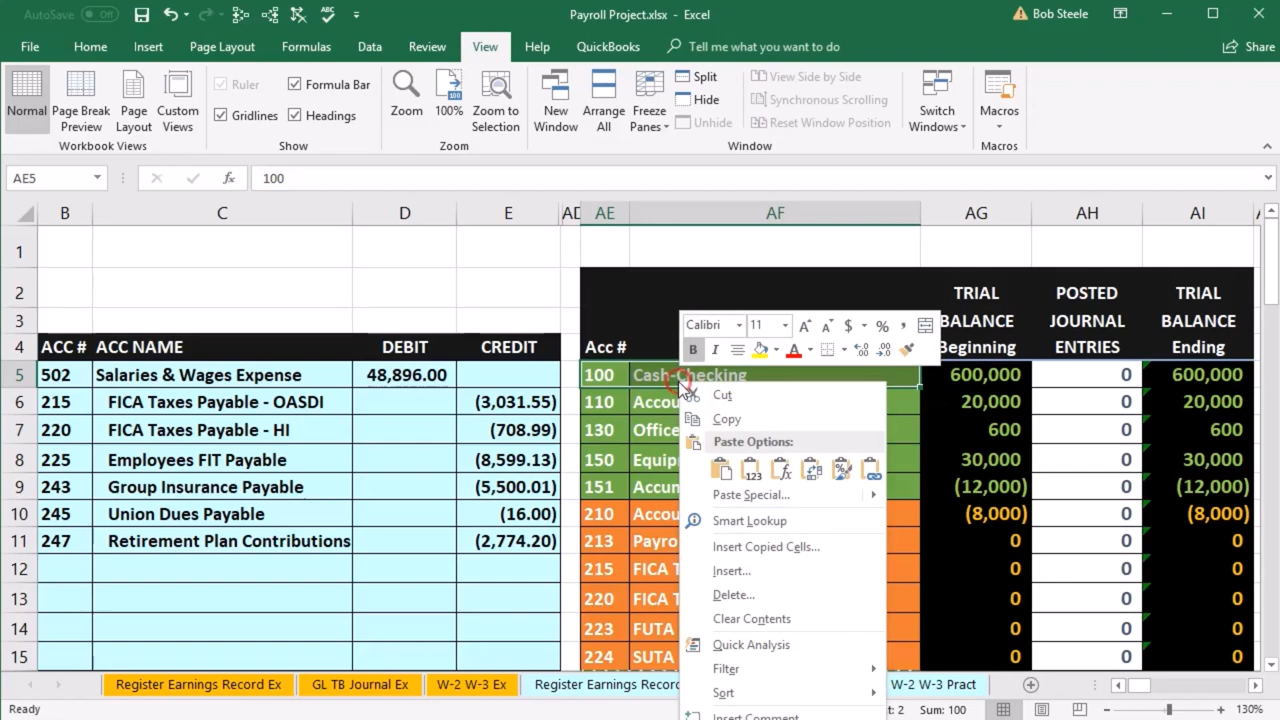 AutoSave Off
Payroll Project.xlsx - Excel
Bob Steele
File Home Insert Page Layout Formulas Data Review View Help QuickBooks Tell me what you want to do Share
Normal
Page Break Preview
Page Layout
Custom Views
Workbook Views
Ruler
Formula Bar
Gridlines
Headings
Show
Zoom
100%
Zoom to Selection
Zoom
New Window
Arrange All
Freeze Panes
Split
Hide
Unhide
View Side by Side
Synchronous Scrolling
Reset Window Position
Window
Switch Windows
Macros
Macros
AE5 fx 100
B C D E AD AE AF AG AH AI
1
2 TRIAL POSTED TRIAL
3 BALANCE JOURNAL BALANCE
4 ACC # ACC NAME DEBIT CREDIT Acc # Beginning ENTRIES Ending
5 502 Salaries & Wages Expense 48,896.00 100 Cash-Checking 600,000 0 600,000
6 215 FICA Taxes Payable - OASDI (3,031.55) 110 Accou 20,000 0 20,000
7 220 FICA Taxes Payable - HI (708.99) 130 Office 600 0 600
8 225 Employees FIT Payable (8,599.13) 150 Equip 30,000 0 30,000
9 243 Group Insurance Payable (5,500.01) 151 Accum (12,000) 0 (12,000)
10 245 Union Dues Payable (16.00) 210 Accou (8,000) 0 (8,000)
11 247 Retirement Plan Contributions (2,774.20) 213 Payro 0 0 0
12 215 FICA T 0 0 0
13 220 FICA T 0 0 0
14 223 FUTA 0 0 0
15 224 SUTA 0 0 0
Calibri 11 $ % ,
B I A
Cut
Copy
Paste Options:
123 fx %
Paste Special...
Smart Lookup
Insert Copied Cells...
Insert...
Delete...
Clear Contents
Quick Analysis
Filter
Sort
Insert Comment
Register Earnings Record Ex GL TB Journal Ex W-2 W-3 Ex Register Earnings Recor W-2 W-3 Pract
Ready t: 2 Sum: 100 130%